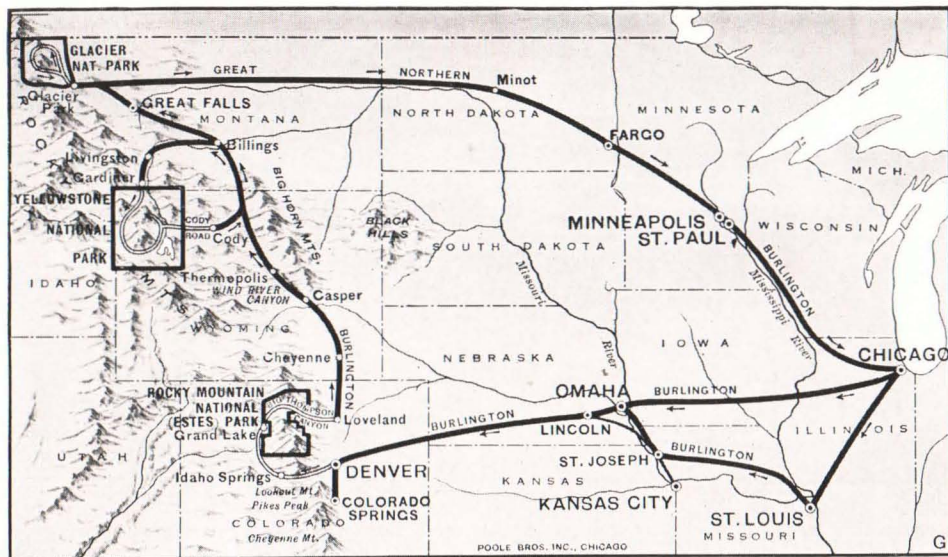 GLACIER
NAT. PARK
Glacier
Park
GREAT
NORTHERN
Minot
GREAT FALLS
MONTANA
NORTH DAKOTA
MINNESOTA
FARGO
MICH.
ROCKY
Livingston
Billings
Gardiner
YELLOWSTONE
NATIONAL
PARK
CODY
ROAD
Cody
BIG HORN MTS.
BLACK
HILLS
SOUTH DAKOTA
MINNEAPOLIS
ST. PAUL
WISCONSIN
IDAHO
MTS
Thermopolis
WIND RIVER
CANYON
Casper
WYOMING
Missouri
River
BURLINGTON
Mississippi
River
Cheyenne
BURLINGTON
NEBRASKA
IOWA
CHICAGO
ROCKY MOUNTAIN
NATIONAL
(ESTES PARK)
Grand Lake
BIG THOMPSON
CANYON
Loveland
BURLINGTON
OMAHA
LINCOLN
BURLINGTON
ILLINOIS
UTAH
Idaho Springs
DENVER
ST. JOSEPH
BURLINGTON
KANSAS
Lookout Mt.
Pikes Peak
COLORADO
SPRINGS
KANSAS CITY
ST. LOUIS
COLORADO
Cheyenne Mt.
MISSOURI
POOLE BROS. INC., CHICAGO
G